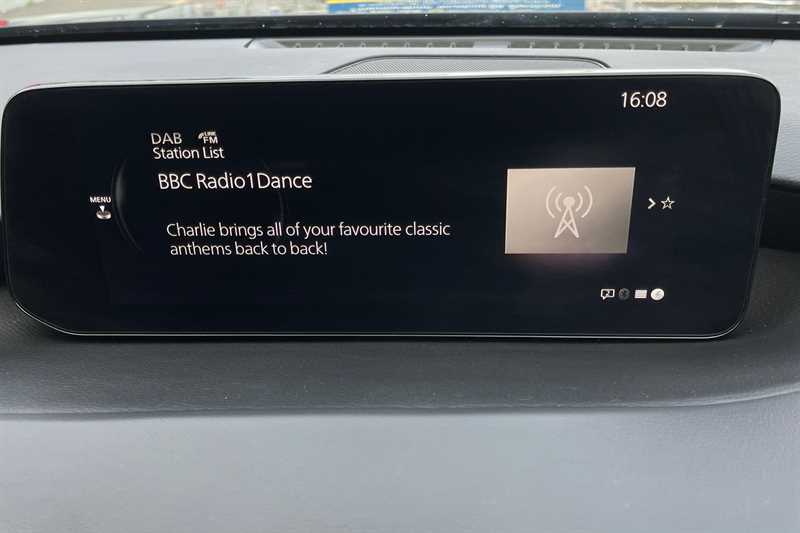 16:08
DAB LINK FM
Station List
BBC Radio1Dance
MENU
Charlie brings all of your favourite classic
anthems back to back!